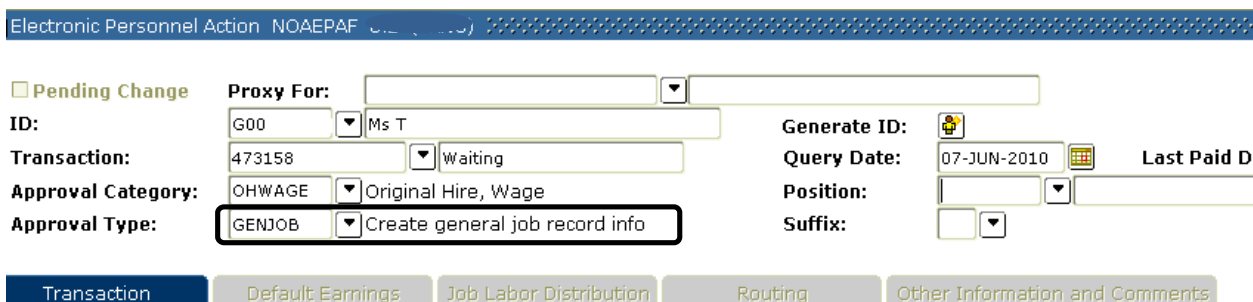 Electronic Personnel Action NOAEPAF
Pending Change Proxy For:
ID: G00 Ms T Generate ID:
Transaction: 473158 Waiting Query Date: 07-JUN-2010 Last Paid D
Approval Category: OHWAGE Original Hire, Wage Position:
Approval Type: GENJOB Create general job record info Suffix:
Transaction Default Earnings Job Labor Distribution Routing Other Information and Comments